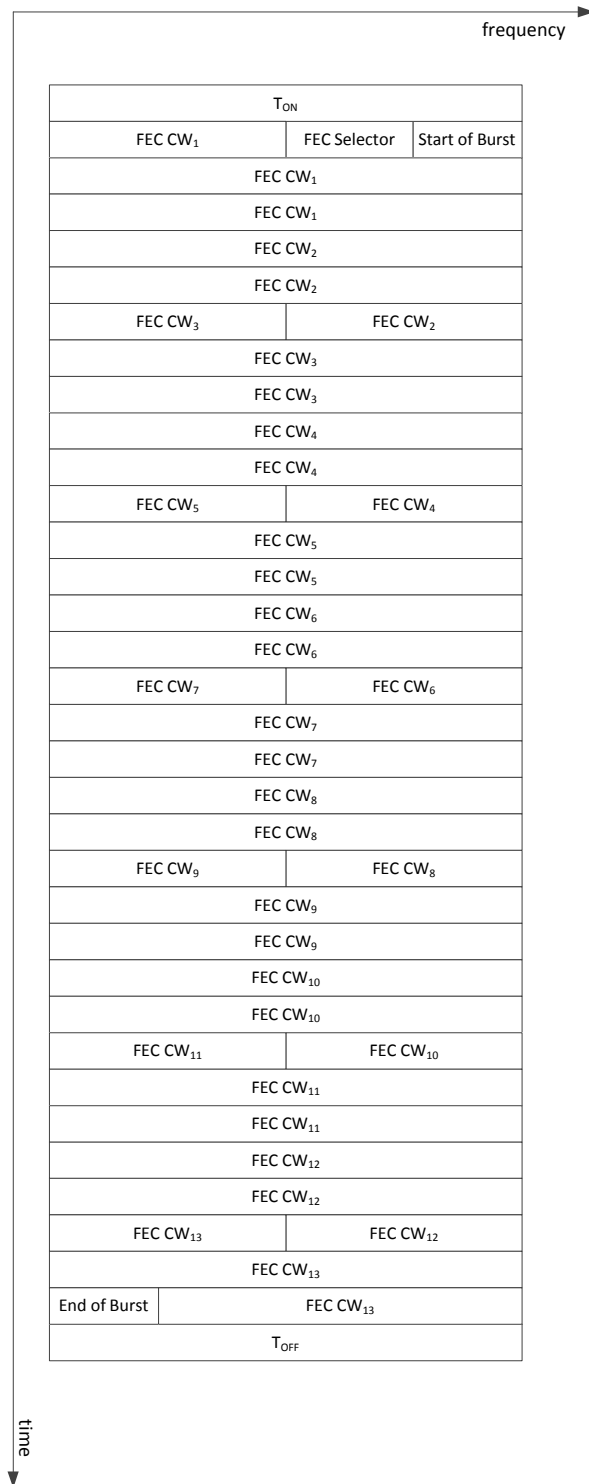 frequency
T_ON
FEC CW₁ FEC Selector Start of Burst
FEC CW₁
FEC CW₁
FEC CW₂
FEC CW₂
FEC CW₃ FEC CW₂
FEC CW₃
FEC CW₃
FEC CW₄
FEC CW₄
FEC CW₅ FEC CW₄
FEC CW₅
FEC CW₅
FEC CW₆
FEC CW₆
FEC CW₇ FEC CW₆
FEC CW₇
FEC CW₇
FEC CW₈
FEC CW₈
FEC CW₉ FEC CW₈
FEC CW₉
FEC CW₉
FEC CW₁₀
FEC CW₁₀
FEC CW₁₁ FEC CW₁₀
FEC CW₁₁
FEC CW₁₁
FEC CW₁₂
FEC CW₁₂
FEC CW₁₃ FEC CW₁₂
FEC CW₁₃
End of Burst FEC CW₁₃
T_OFF
time